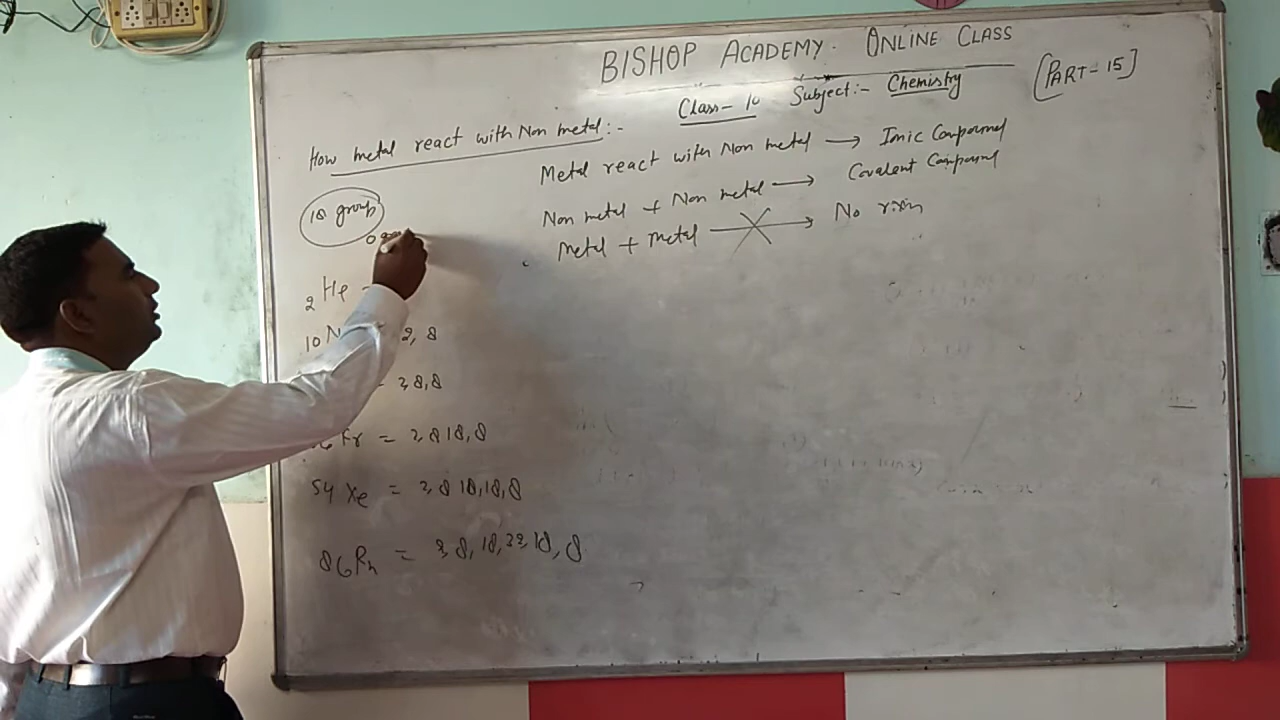 BISHOP ACADEMY. ONLINE CLASS
Class- 10 Subject:- Chemistry [PART-15]
How metal react with Non metal:-
Metal react with Non metal → Ionic Compound
Non metal + Non metal → Covalent Compound
Metal + Metal → No rxn
18 group
0
2 He
10 N 2, 8
= 2,8,8
Kr = 2,8 18,8
54 Xe = 2,8 18,18,8
86 Rn = 2,8,18,32,18,8